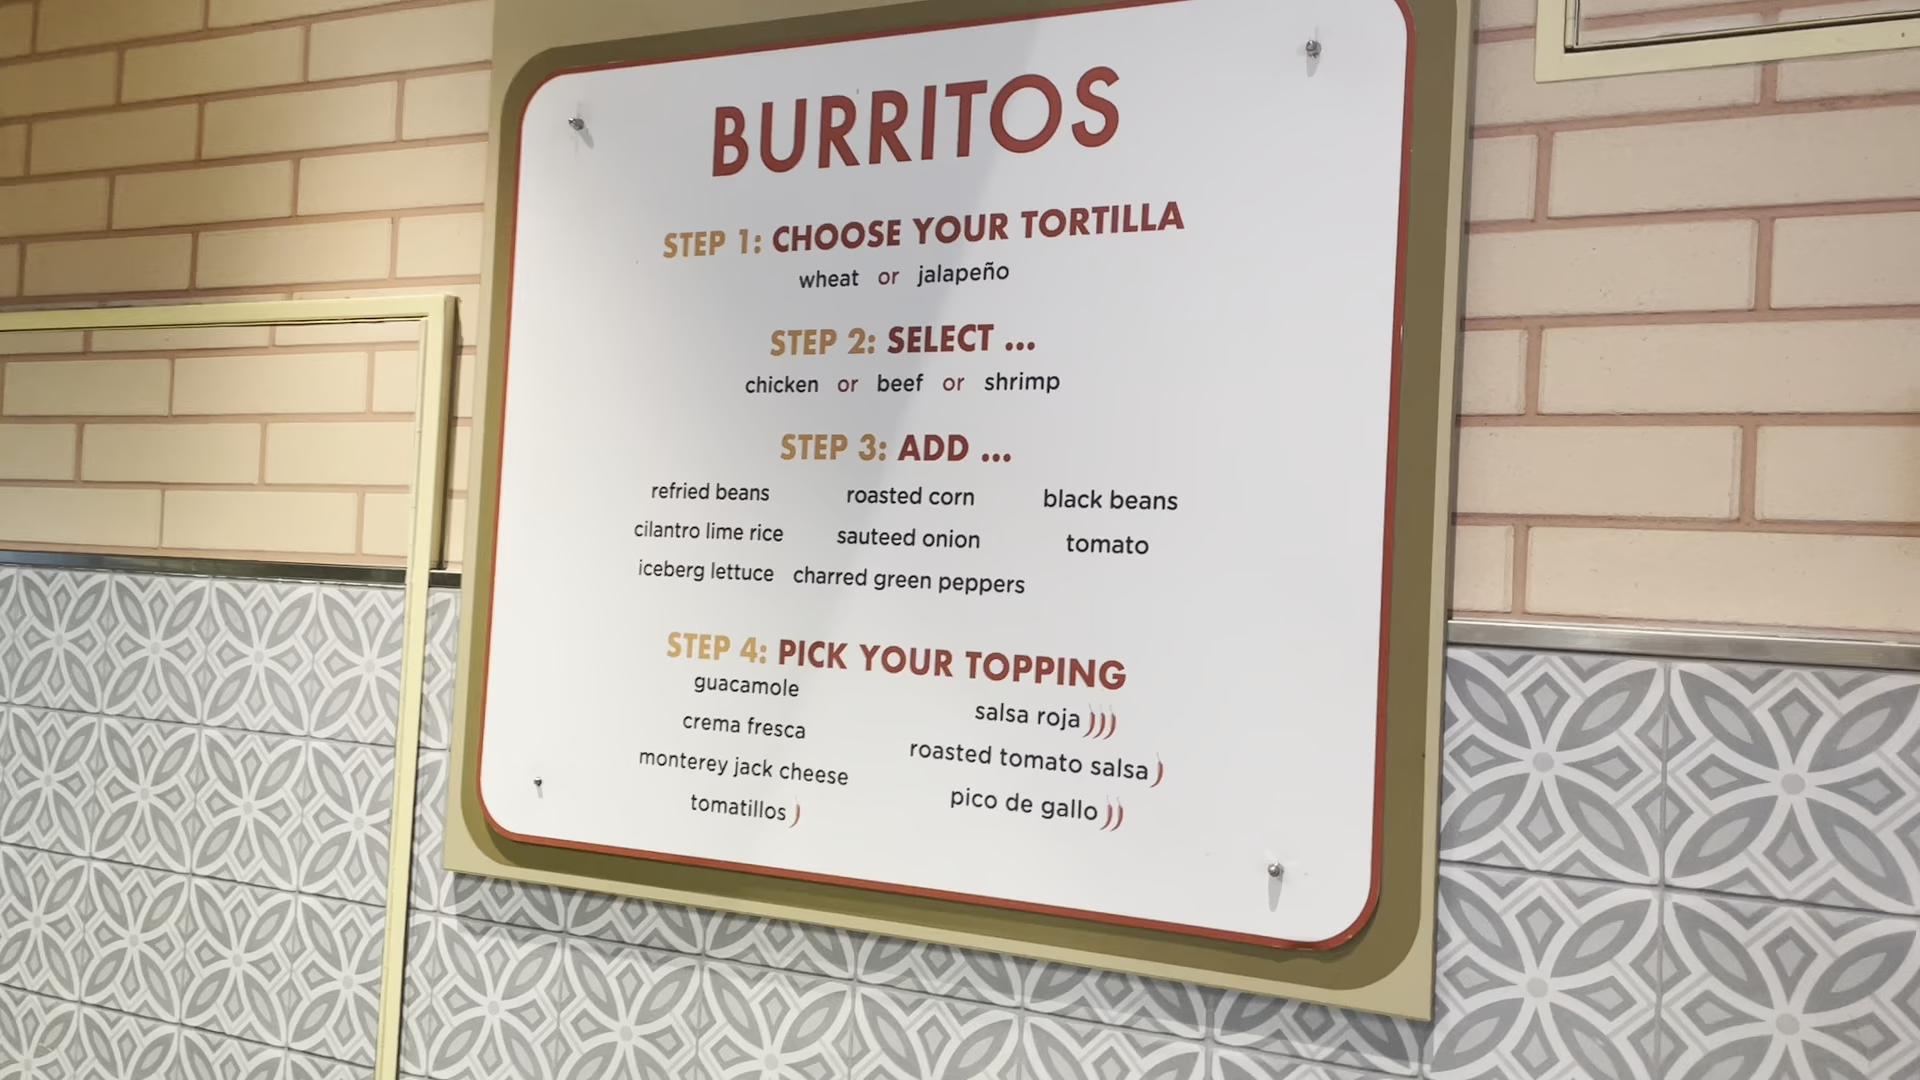 BURRITOS
STEP 1: CHOOSE YOUR TORTILLA
wheat or jalapeño
STEP 2: SELECT ...
chicken or beef or shrimp
STEP 3: ADD ...
refried beans roasted corn black beans
cilantro lime rice sauteed onion tomato
iceberg lettuce charred green peppers
STEP 4: PICK YOUR TOPPING
guacamole
crema fresca
monterey jack cheese
tomatillos
salsa roja
roasted tomato salsa
pico de gallo